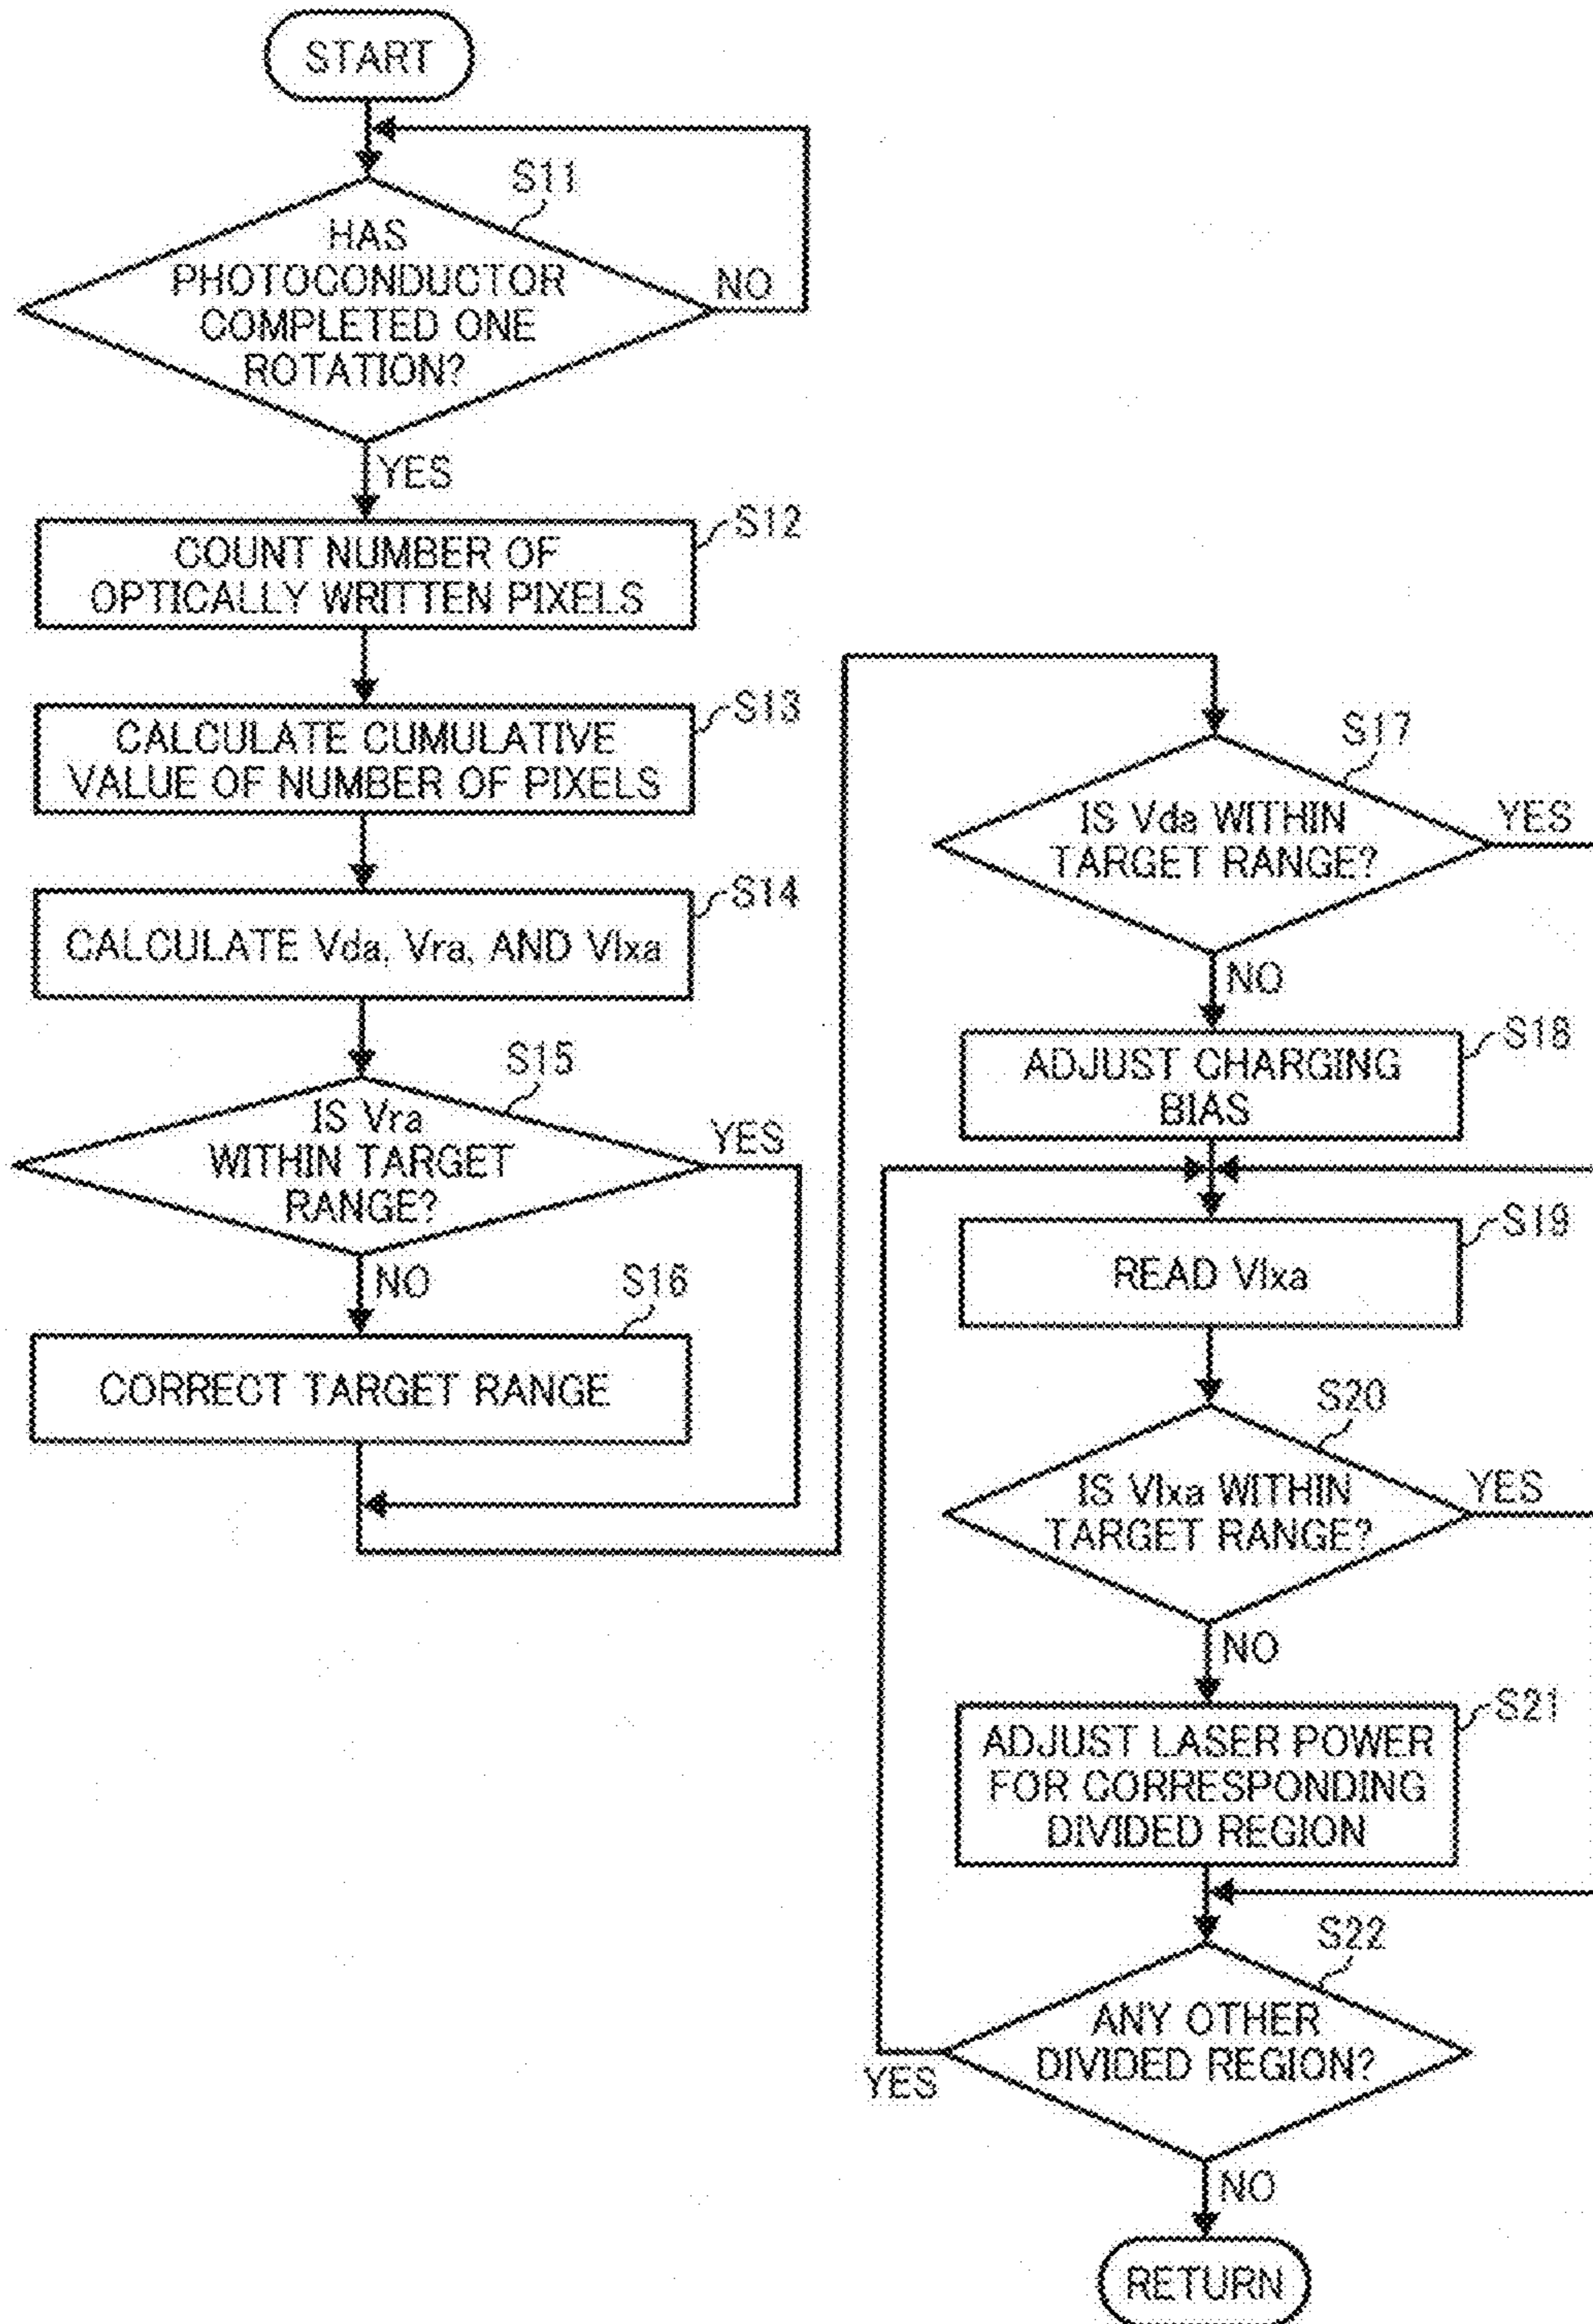 START
S11
HAS
PHOTOCONDUCTOR
COMPLETED ONE
ROTATION?
NO
YES
S12
COUNT NUMBER OF
OPTICALLY WRITTEN PIXELS
S13
CALCULATE CUMULATIVE
VALUE OF NUMBER OF PIXELS
S14
CALCULATE Vda, Vra, AND Vlxa
S15
IS Vra
WITHIN TARGET
RANGE?
YES
NO
S16
CORRECT TARGET RANGE
S17
IS Vda WITHIN
TARGET RANGE?
YES
NO
S18
ADJUST CHARGING
BIAS
S19
READ Vlxa
S20
IS Vlxa WITHIN
TARGET RANGE?
YES
NO
S21
ADJUST LASER POWER
FOR CORRESPONDING
DIVIDED REGION
S22
ANY OTHER
DIVIDED REGION?
YES
NO
RETURN